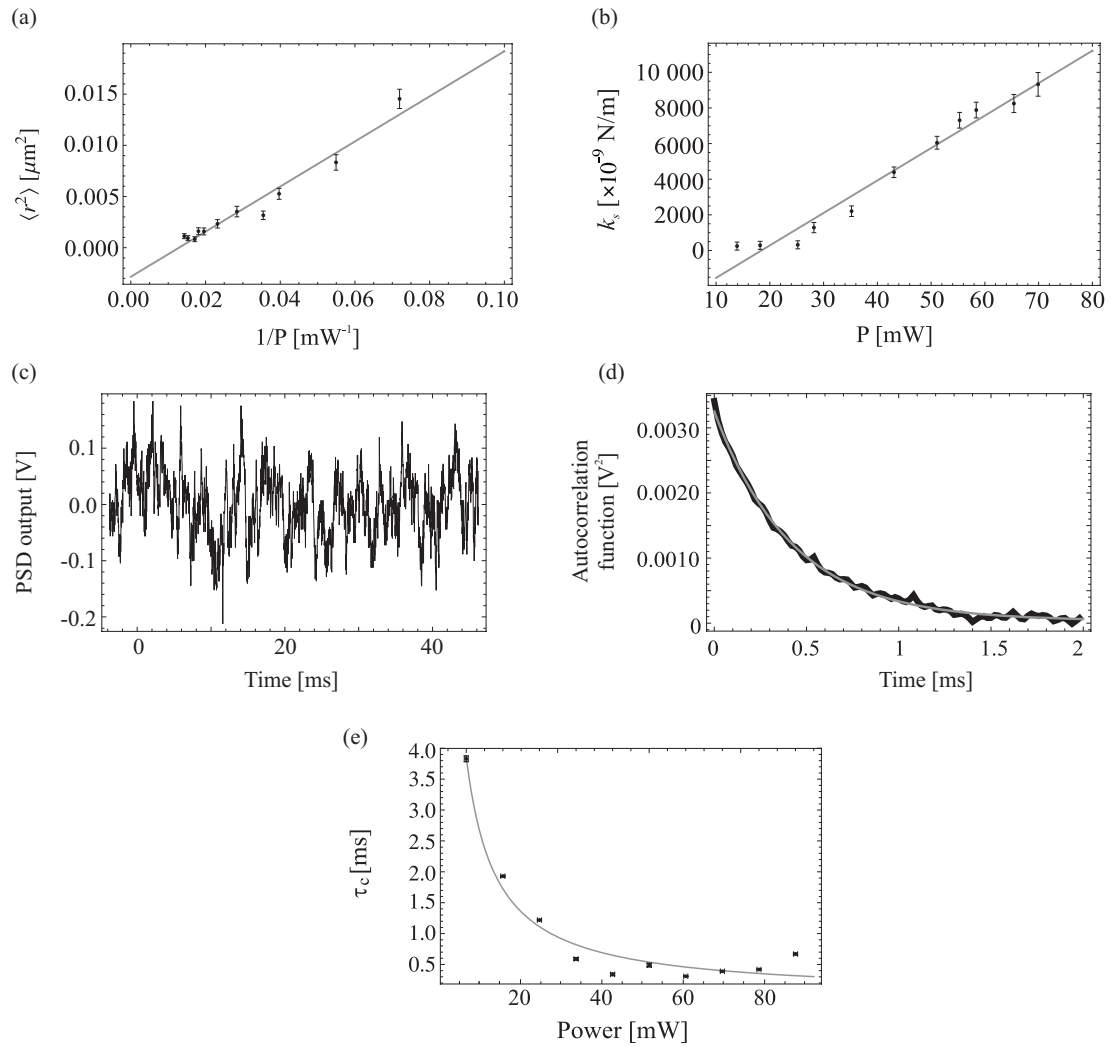 (a)
0.015
0.010
0.005
0.000
⟨r²⟩ [μm²]
0.00 0.02 0.04 0.06 0.08 0.10
1/P [mW⁻¹]
(b)
10 000
8000
6000
4000
2000
0
kₛ [×10⁻⁹ N/m]
10 20 30 40 50 60 70 80
P [mW]
(c)
0.1
0.0
-0.1
-0.2
PSD output [V]
0 20 40
Time [ms]
(d)
0.0030
0.0020
0.0010
0
Autocorrelation
function [V²]
0 0.5 1 1.5 2
Time [ms]
(e)
4.0
3.5
3.0
2.5
2.0
1.5
1.0
0.5
τc [ms]
20 40 60 80
Power [mW]